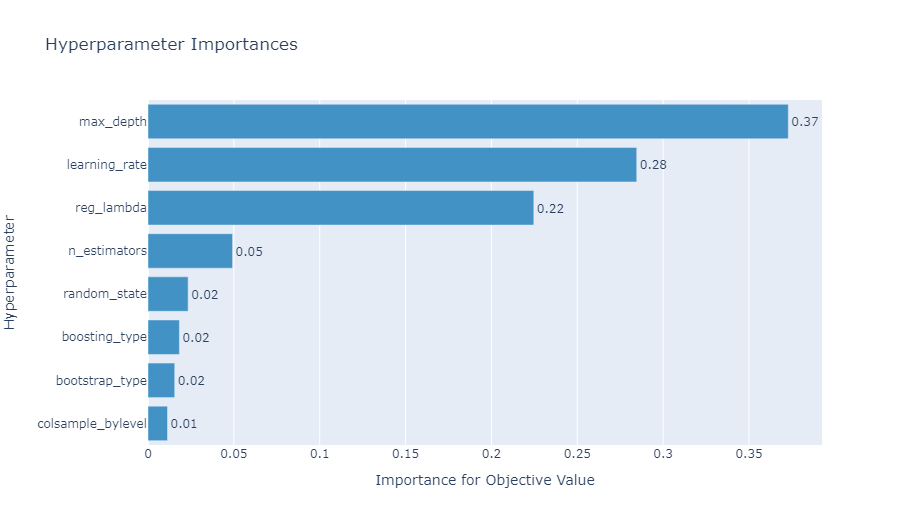 Hyperparameter Importances
Hyperparameter
max_depth 0.37
learning_rate 0.28
reg_lambda 0.22
n_estimators 0.05
random_state 0.02
boosting_type 0.02
bootstrap_type 0.02
colsample_bylevel 0.01
0 0.05 0.1 0.15 0.2 0.25 0.3 0.35
Importance for Objective Value